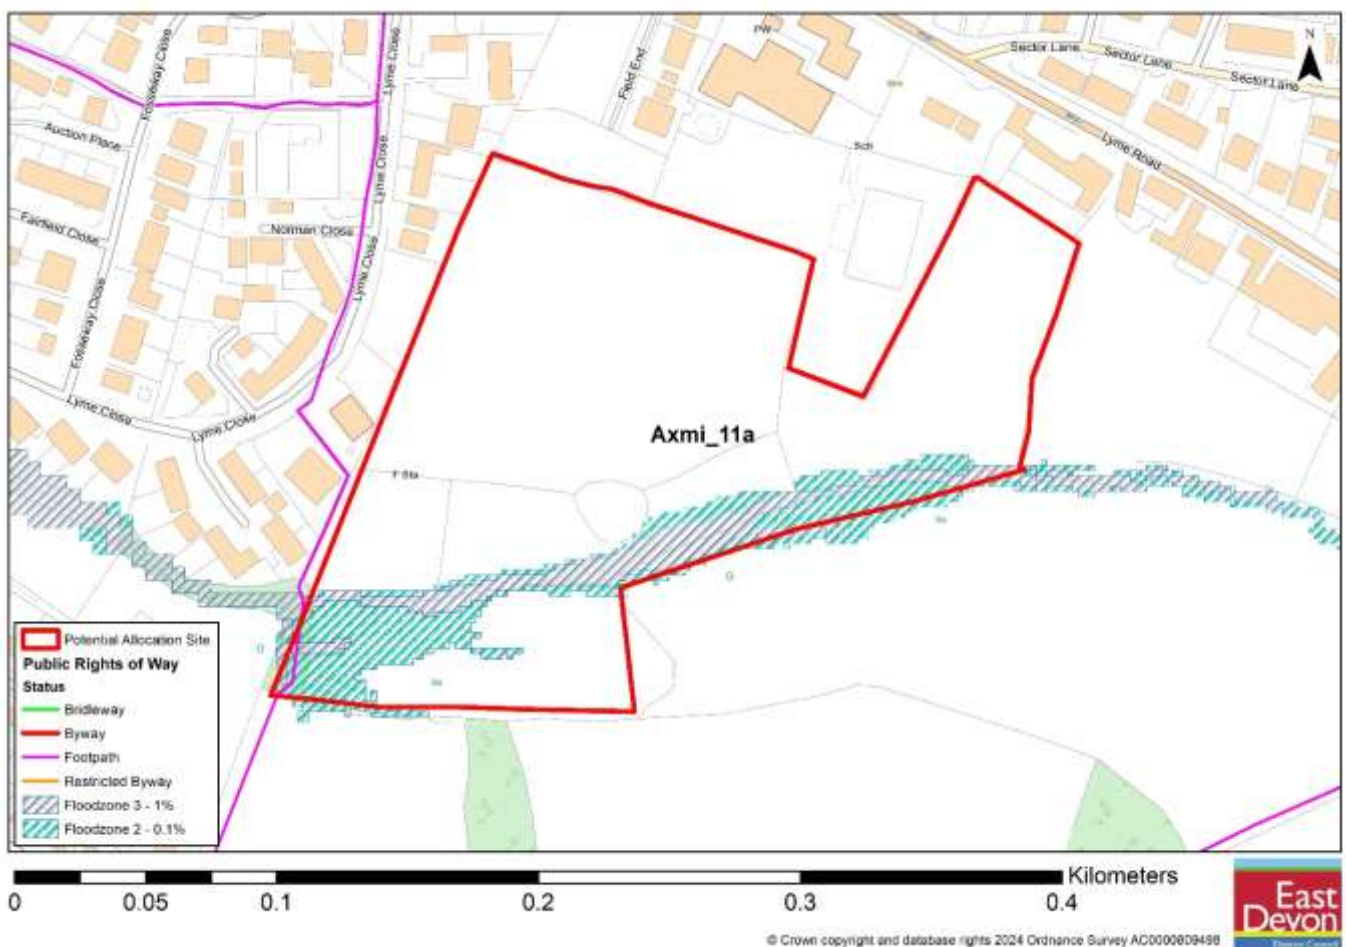 N
PW
Sector Lane
Sector Lane
Sector Lane
Fosseway Close
Lyme Close
Field End
Auction Place
Lyme Close
Sch
Lyme Road
Fairfield Close
Norman Close
Lyme Close
Fosseway Close
Lyme Close
Lyme Close
Axmi_11a
Potential Allocation Site
Public Rights of Way
Status
Bridleway
Byway
Footpath
Restricted Byway
Floodzone 3 - 1%
Floodzone 2 - 0.1%
0 0.05 0.1 0.2 0.3 0.4 Kilometers
East
Devon
District Council
© Crown copyright and database rights 2024 Ordnance Survey AC0000809498